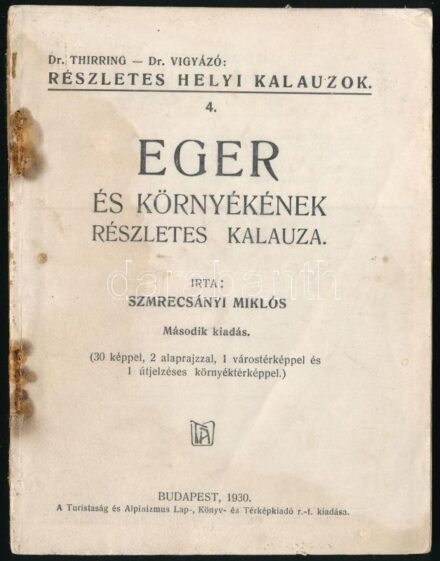 Dr. THIRRING — Dr. VIGYÁZÓ:
RÉSZLETES HELYI KALAUZOK.
4.
EGER
ÉS KÖRNYÉKÉNEK
RÉSZLETES KALAUZA.
IRTA:
SZMRECSÁNYI MIKLÓS
Második kiadás.
(30 képpel, 2 alaprajzzal, 1 várostérképpel és
1 útjelzéses környéktérképpel.)
BUDAPEST, 1930.
A Turistaság és Alpinizmus Lap-, Könyv- és Térképkiadó r.-t. kiadása.
darabanth